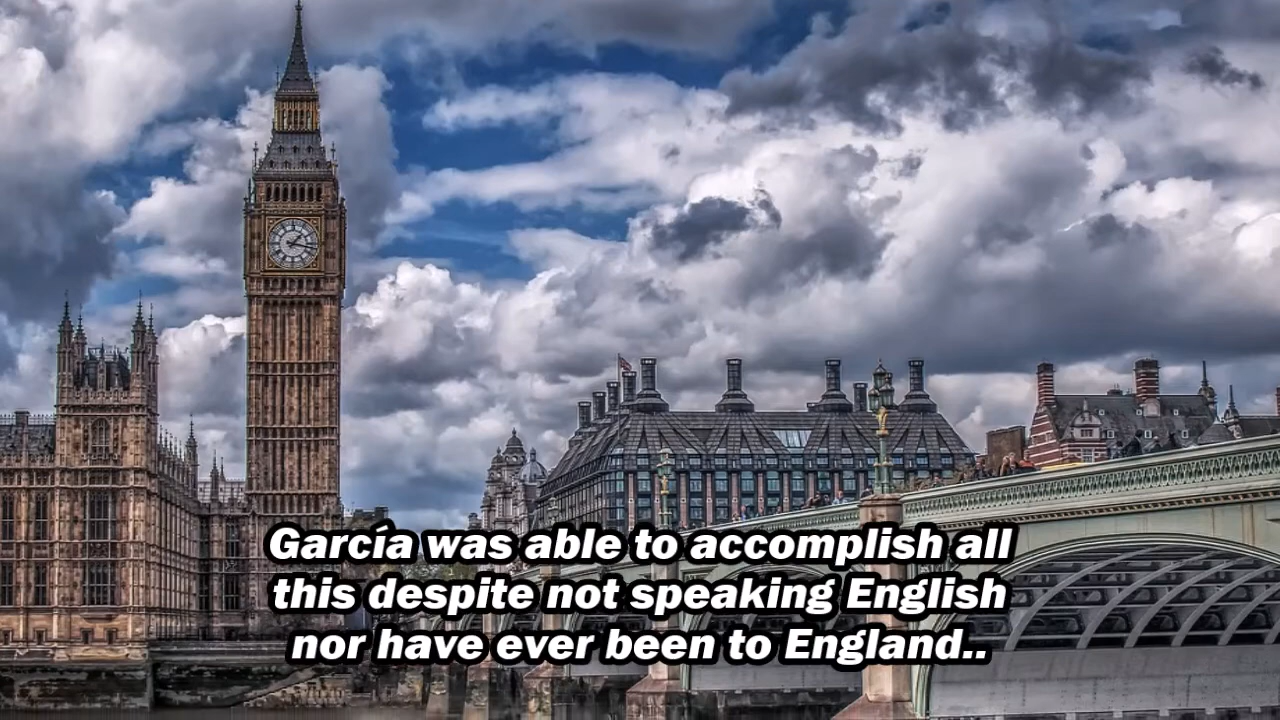 García was able to accomplish all
this despite not speaking English
nor have ever been to England..